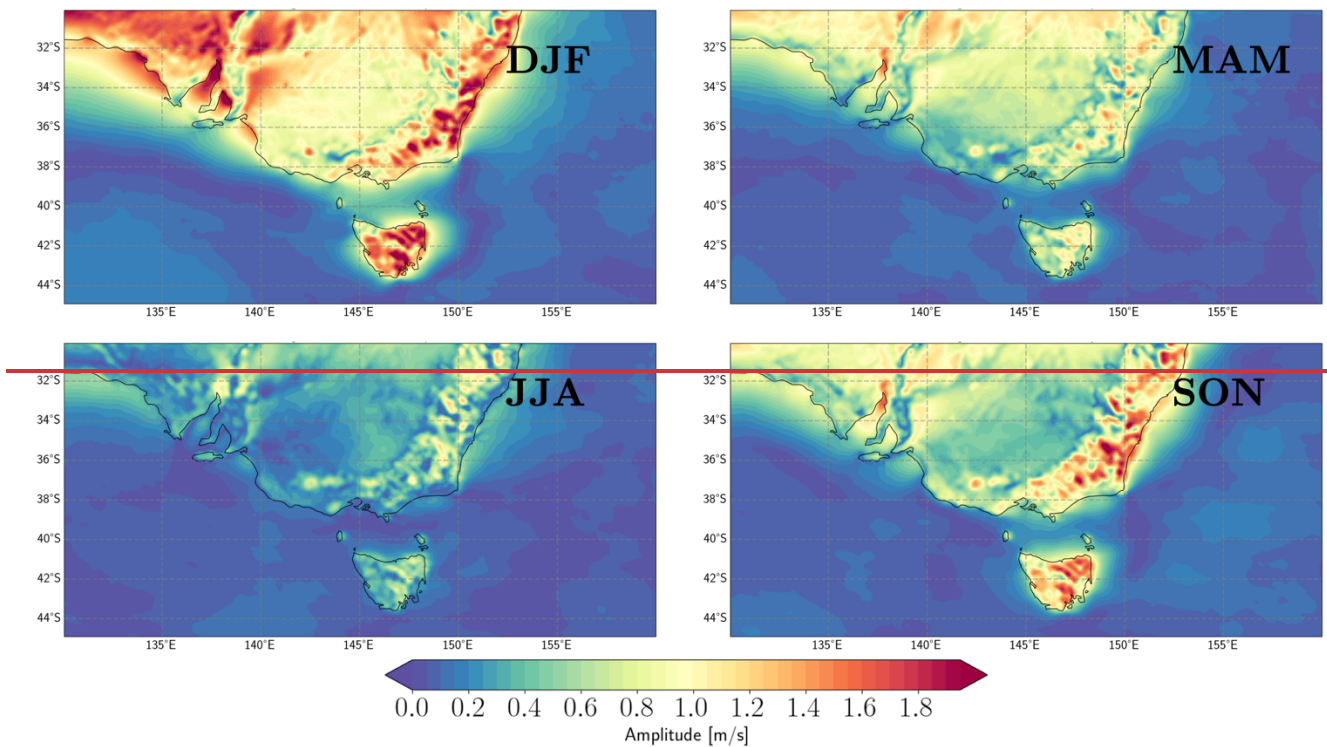 32°S
34°S
36°S
38°S
40°S
42°S
44°S
DJF
135°E 140°E 145°E 150°E 155°E
32°S
34°S
36°S
38°S
40°S
42°S
44°S
MAM
135°E 140°E 145°E 150°E 155°E
32°S
34°S
36°S
38°S
40°S
42°S
44°S
JJA
135°E 140°E 145°E 150°E 155°E
32°S
34°S
36°S
38°S
40°S
42°S
44°S
SON
135°E 140°E 145°E 150°E 155°E
0.0 0.2 0.4 0.6 0.8 1.0 1.2 1.4 1.6 1.8
Amplitude [m/s]